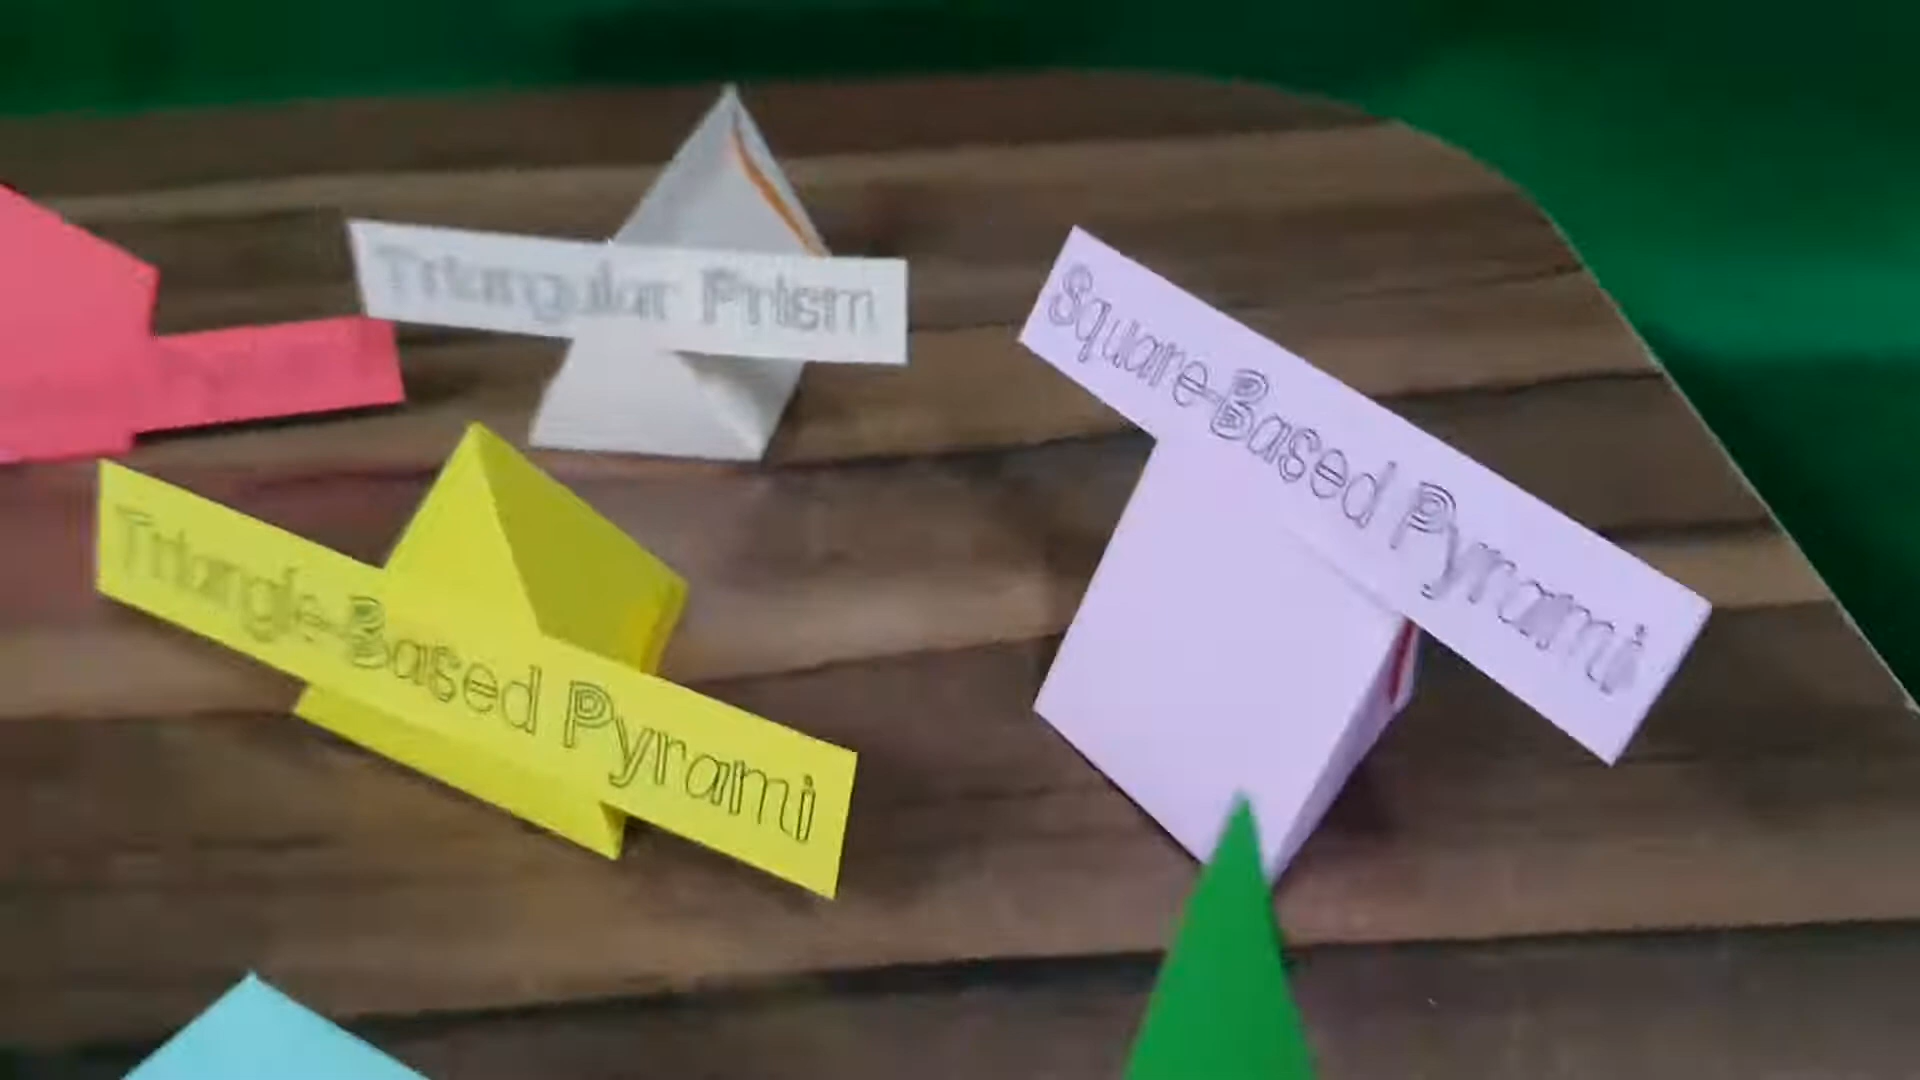 Triangular Prism
Square-Based Pyrami
Triangle-Based Pyrami